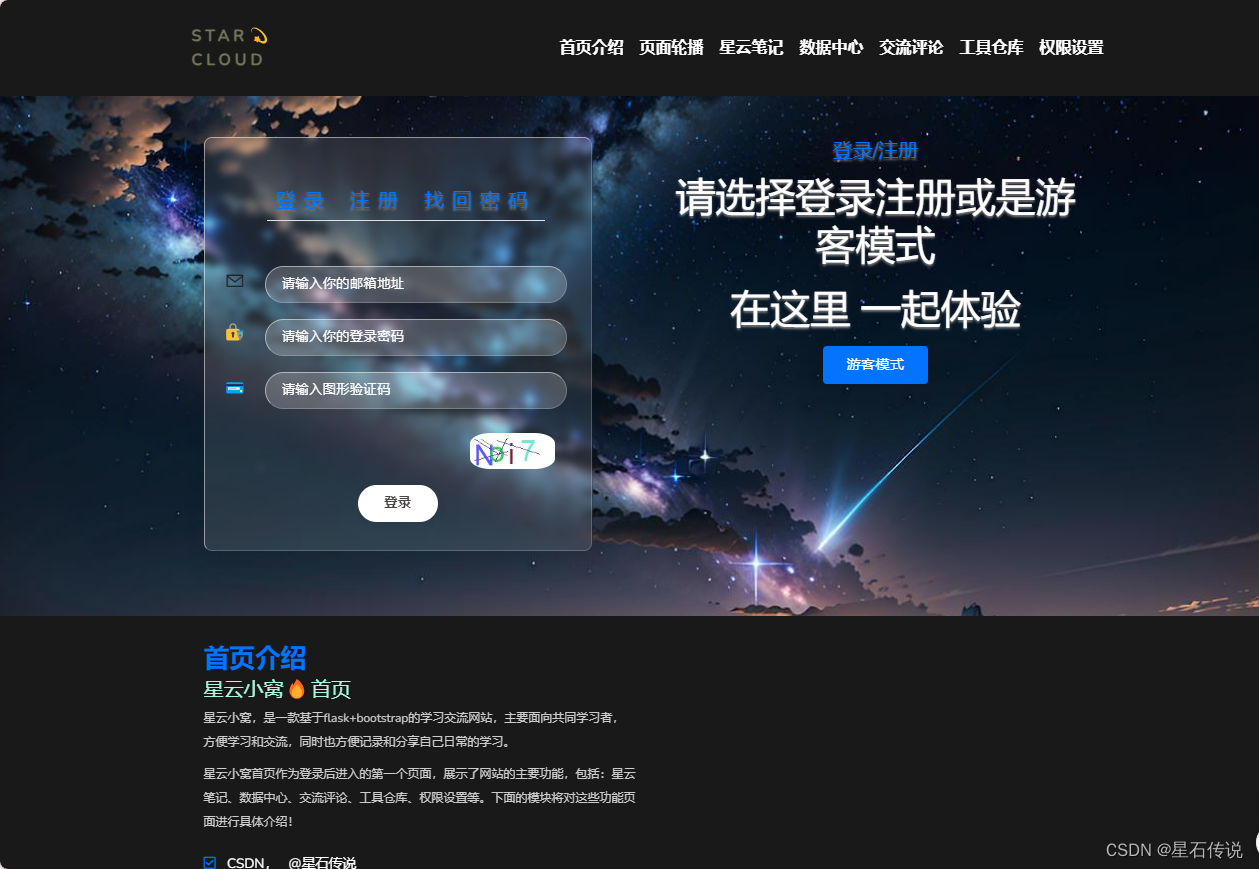 STAR
CLOUD
首页介绍 页面轮播 星云笔记 数据中心 交流评论 工具仓库 权限设置
登录 注册 找回密码
请输入你的邮箱地址
请输入你的登录密码
请输入图形验证码
登录
登录/注册
请选择登录注册或是游
客模式
在这里 一起体验
游客模式
首页介绍
星云小窝🔥首页
星云小窝，是一款基于flask+bootstrap的学习交流网站，主要面向共同学习者，
方便学习和交流，同时也方便记录和分享自己日常的学习。
星云小窝首页作为登录后进入的第一个页面，展示了网站的主要功能，包括：星云
笔记、数据中心、交流评论、工具仓库、权限设置等。下面的模块将对这些功能页
面进行具体介绍！
CSDN， @星石传说
CSDN @星石传说